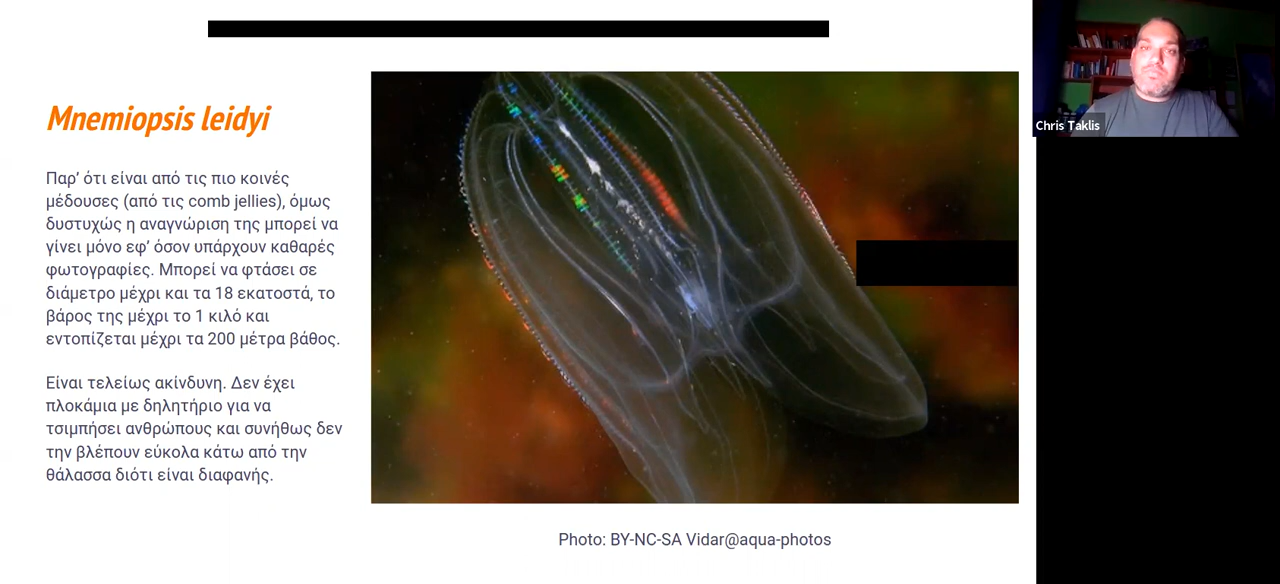 Mnemiopsis leidyi
Παρ’ ότι είναι από τις πιο κοινές
μέδουσες (από τις comb jellies), όμως
δυστυχώς η αναγνώριση της μπορεί να
γίνει μόνο εφ’ όσον υπάρχουν καθαρές
φωτογραφίες. Μπορεί να φτάσει σε
διάμετρο μέχρι και τα 18 εκατοστά, το
βάρος της μέχρι το 1 κιλό και
εντοπίζεται μέχρι τα 200 μέτρα βάθος.
Είναι τελείως ακίνδυνη. Δεν έχει
πλοκάμια με δηλητήριο για να
τσιμπήσει ανθρώπους και συνήθως δεν
την βλέπουν εύκολα κάτω από την
θάλασσα διότι είναι διαφανής.
Photo: BY-NC-SA Vidar@aqua-photos
Chris Taklis